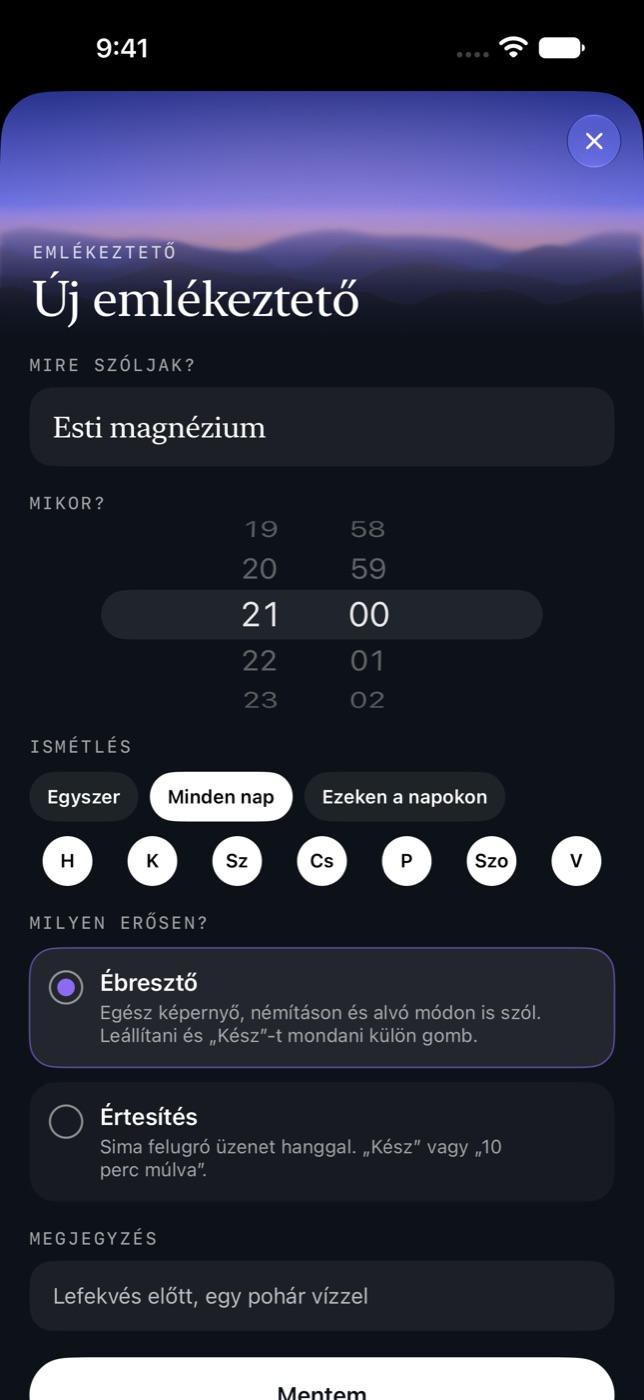 9:41
EMLÉKEZTETŐ
Új emlékeztető
MIRE SZÓLJAK?
Esti magnézium
MIKOR?
19 58
20 59
21 00
22 01
23 02
ISMÉTLÉS
Egyszer Minden nap Ezeken a napokon
H K Sz Cs P Szo V
MILYEN ERŐSEN?
Ébresztő
Egész képernyő, némításon és alvó módon is szól.
Leállítani és „Kész”-t mondani külön gomb.
Értesítés
Sima felugró üzenet hanggal. „Kész” vagy „10
perc múlva”.
MEGJEGYZÉS
Lefekvés előtt, egy pohár vízzel
Mentem